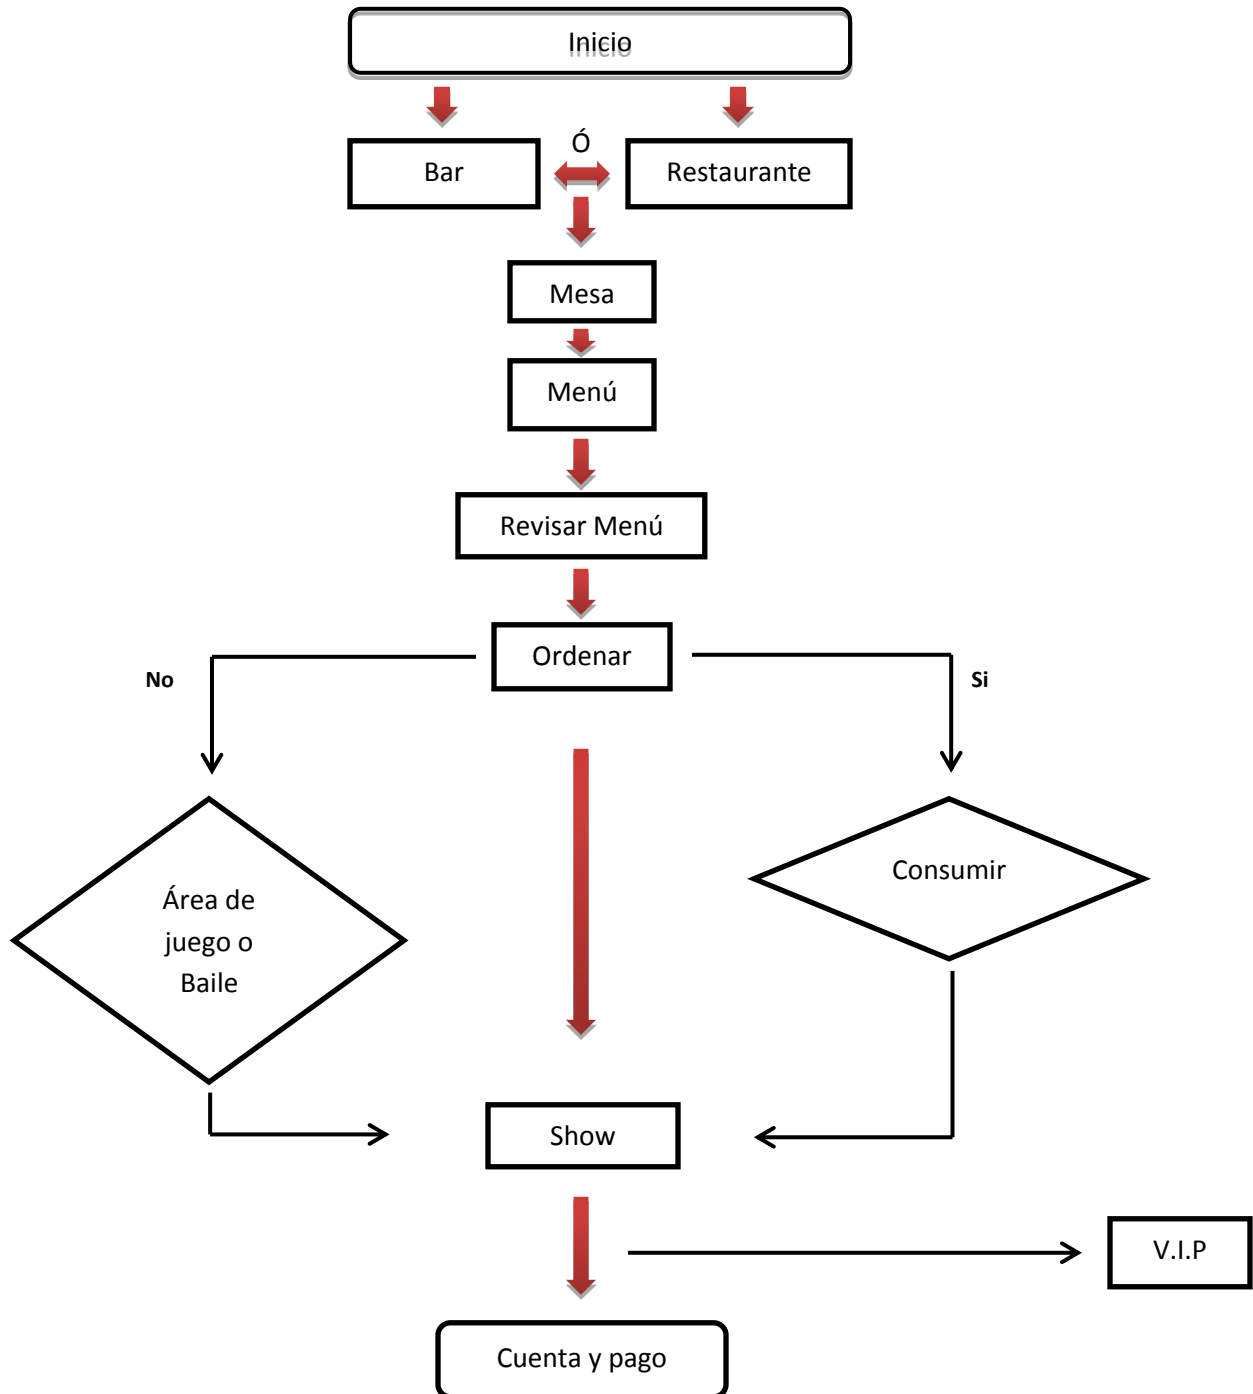 Inicio
Ó
Bar
Restaurante
Mesa
Menú
Revisar Menú
Ordenar
No
Si
Área de
juego o
Baile
Consumir
Show
V.I.P
Cuenta y pago